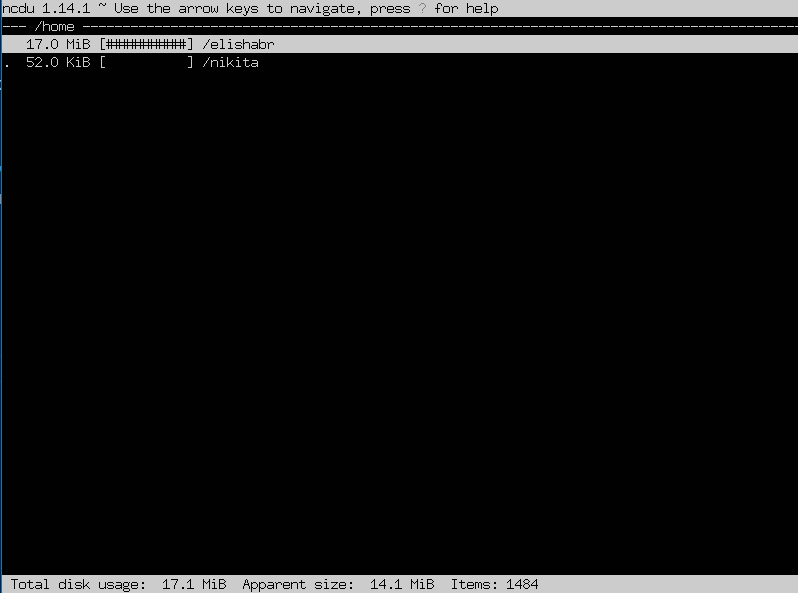 ncdu 1.14.1 ~ Use the arrow keys to navigate, press ? for help
--- /home ------------------------------------------------------------------------------------------
   17.0 MiB [##########] /elishabr
.  52.0 KiB [          ] /nikita
Total disk usage:  17.1 MiB  Apparent size:  14.1 MiB  Items: 1484